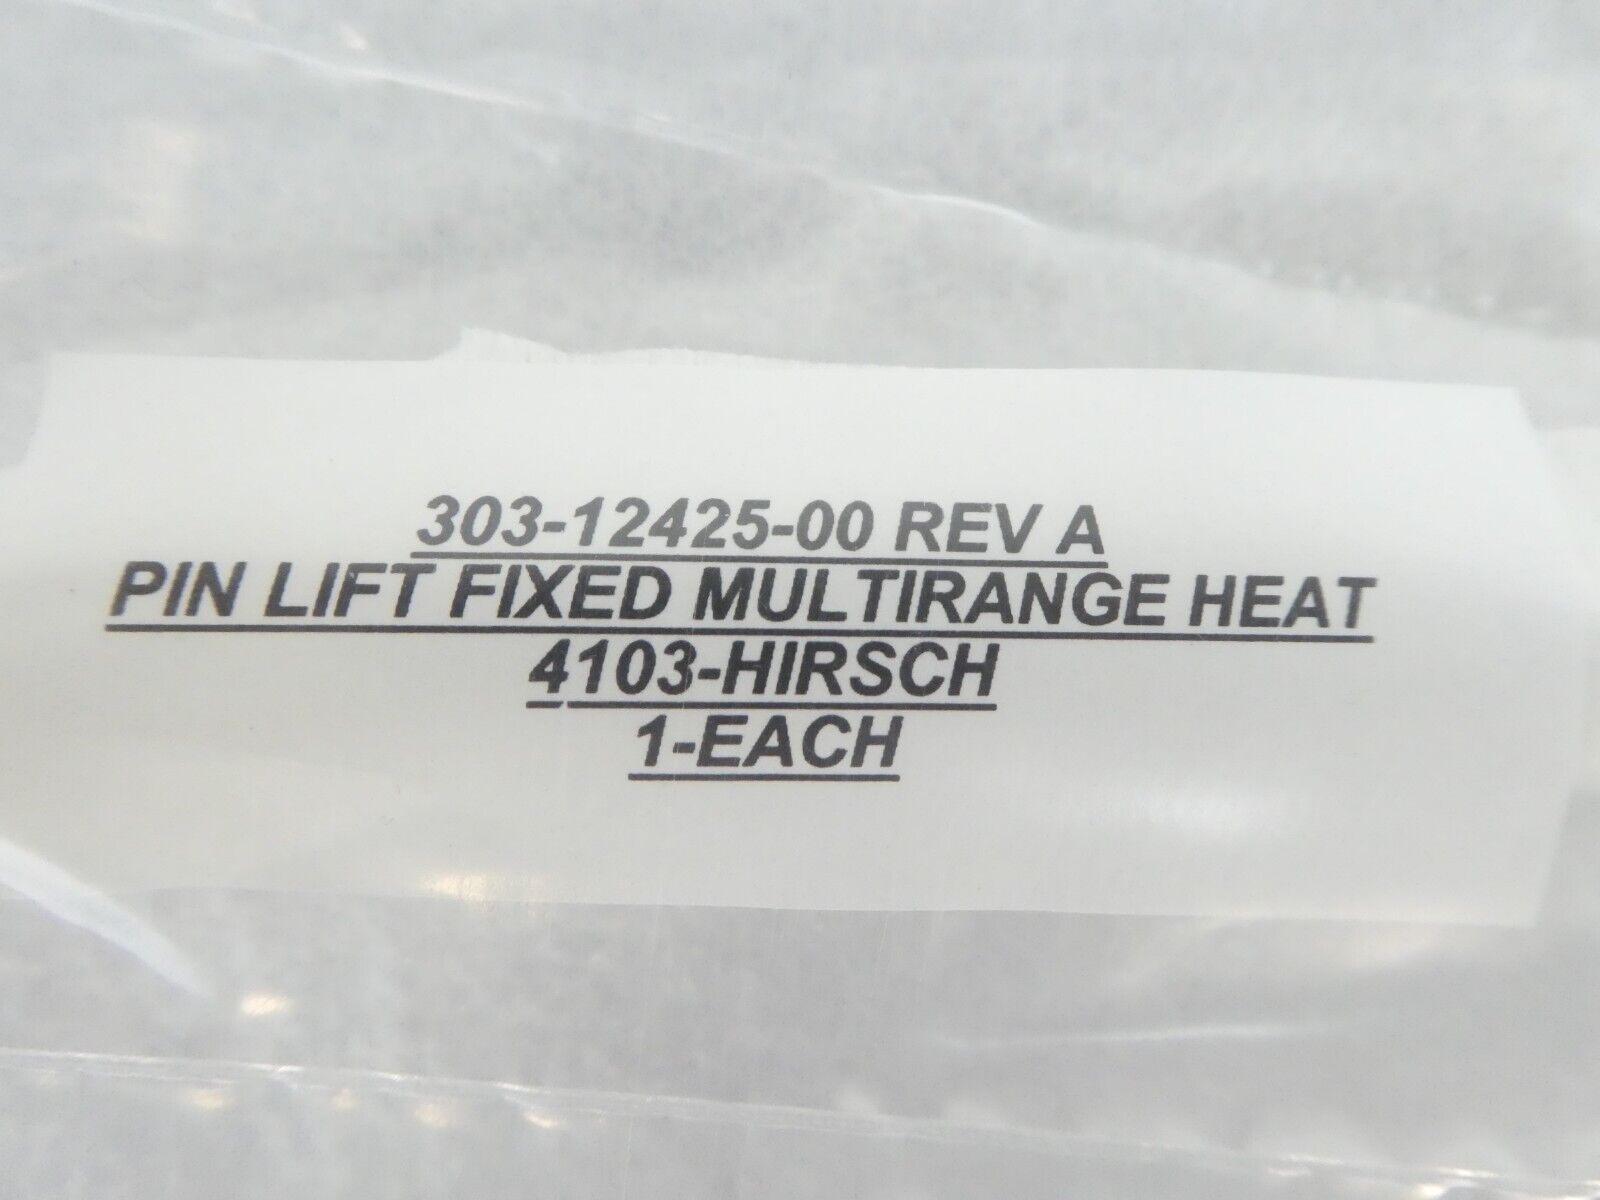 303-12425-00 REV A
PIN LIFT FIXED MULTIRANGE HEAT
4103-HIRSCH
1-EACH